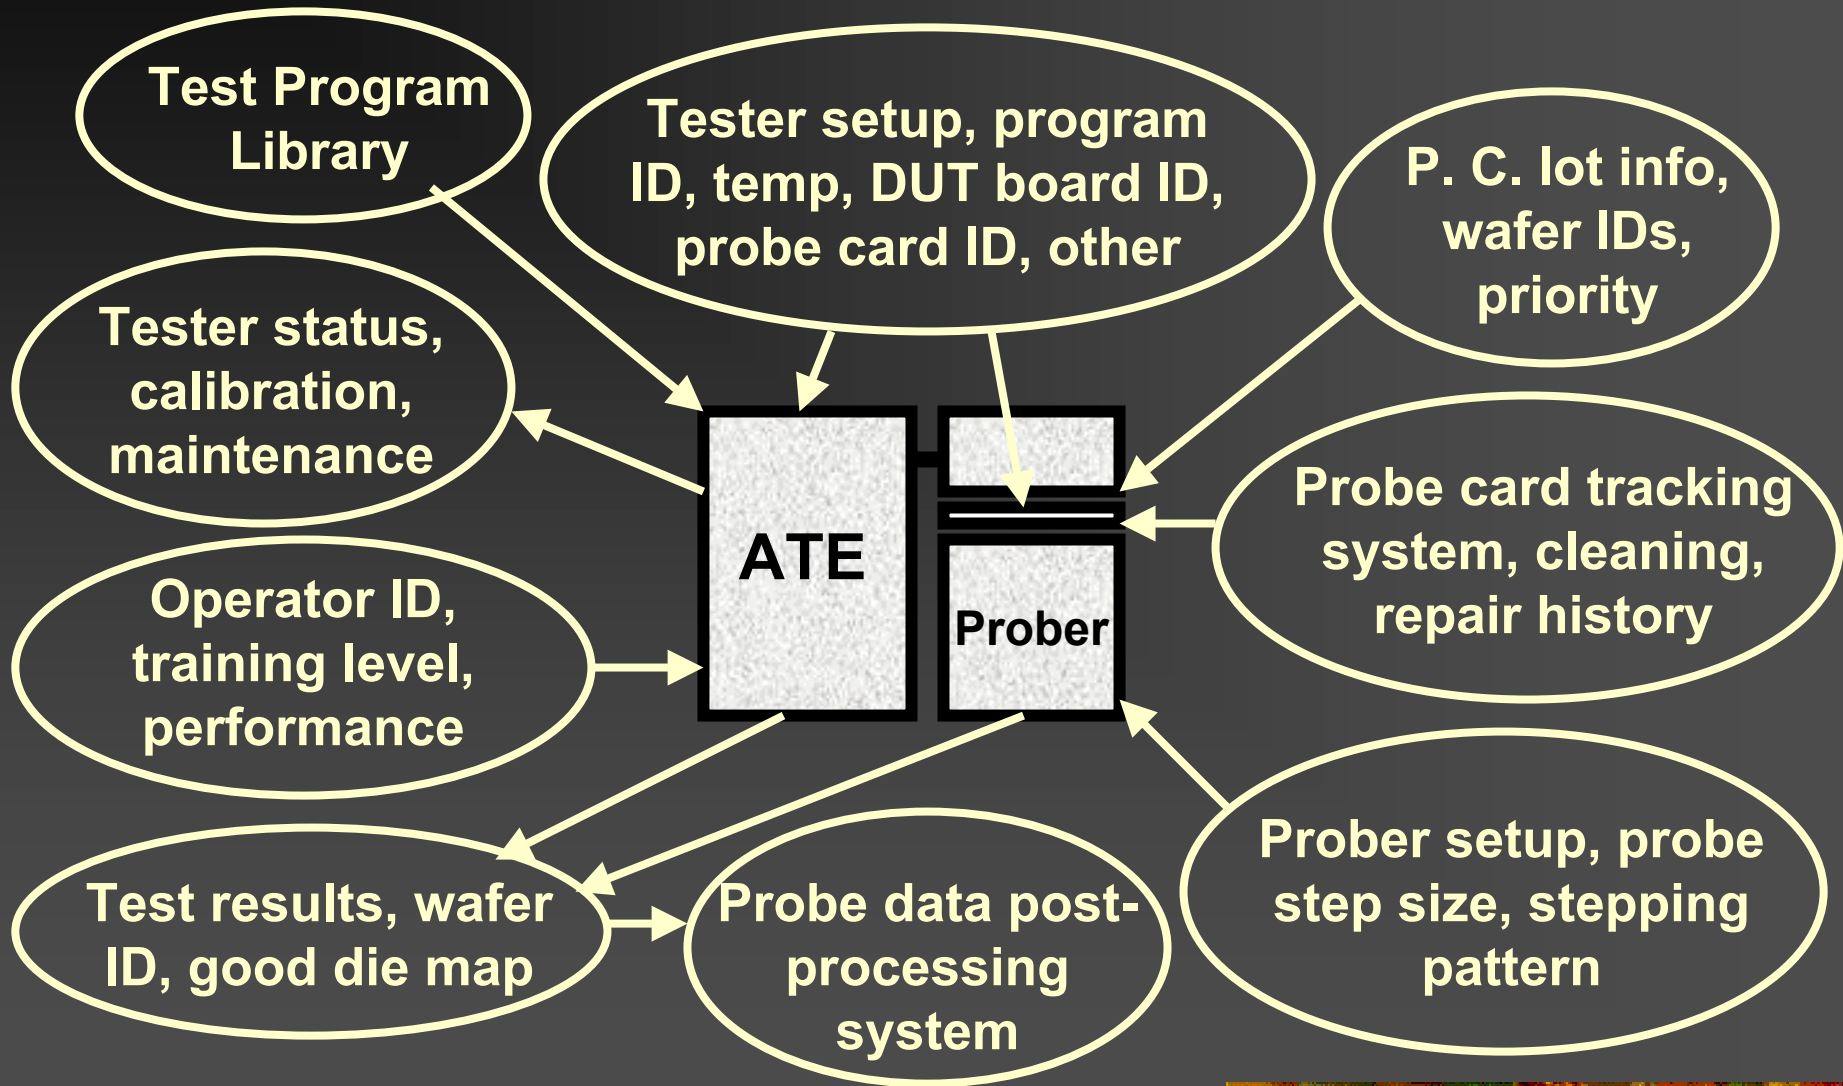 Test Program
Library
Tester setup, program
ID, temp, DUT board ID,
probe card ID, other
P. C. lot info,
wafer IDs,
priority
Tester status,
calibration,
maintenance
ATE
Prober
Probe card tracking
system, cleaning,
repair history
Operator ID,
training level,
performance
Test results, wafer
ID, good die map
Probe data post-
processing
system
Prober setup, probe
step size, stepping
pattern